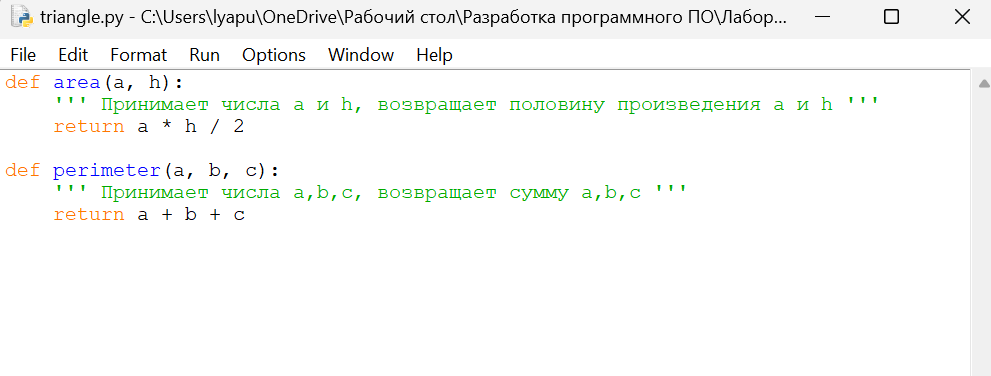 triangle.py - C:\Users\lyapu\OneDrive\Рабочий стол\Разработка программного ПО\Лабор...
File Edit Format Run Options Window Help
def area(a, h):
    ''' Принимает числа a и h, возвращает половину произведения a и h '''
    return a * h / 2

def perimeter(a, b, c):
    ''' Принимает числа a,b,c, возвращает сумму a,b,c '''
    return a + b + c